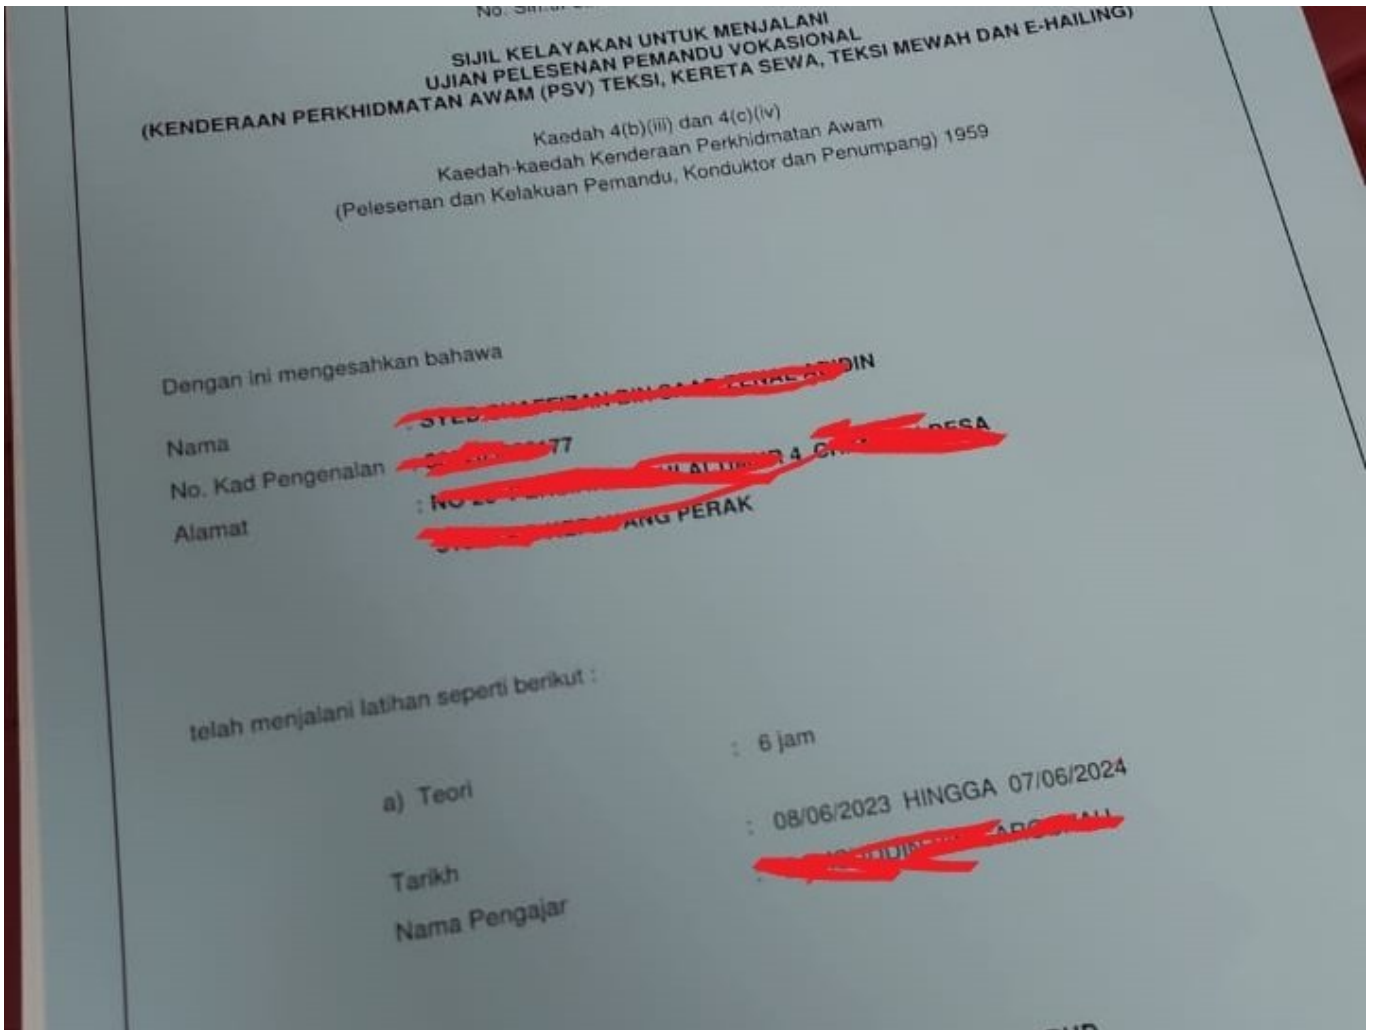 No.
SIJIL KELAYAKAN UNTUK MENJALANI
UJIAN PELESENAN PEMANDU VOKASIONAL
(KENDERAAN PERKHIDMATAN AWAM (PSV) TEKSI, KERETA SEWA, TEKSI MEWAH DAN E-HAILING)
Kaedah 4(b)(iii) dan 4(c)(iv)
Kaedah-kaedah Kenderaan Perkhidmatan Awam
(Pelesenan dan Kelakuan Pemandu, Konduktor dan Penumpang) 1959
Dengan ini mengesahkan bahawa
Nama :
No. Kad Pengenalan :
Alamat : 4
PERAK
telah menjalani latihan seperti berikut :
a) Teori : 6 jam
Tarikh : 08/06/2023 HINGGA 07/06/2024
Nama Pengajar :